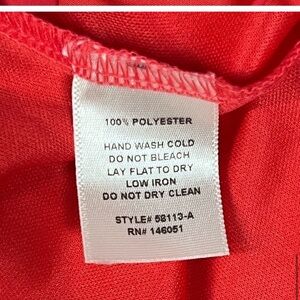 100% POLYESTER
HAND WASH COLD
DO NOT BLEACH
LAY FLAT TO DRY
LOW IRON
DO NOT DRY CLEAN
STYLE# 58113-A
RN# 146051